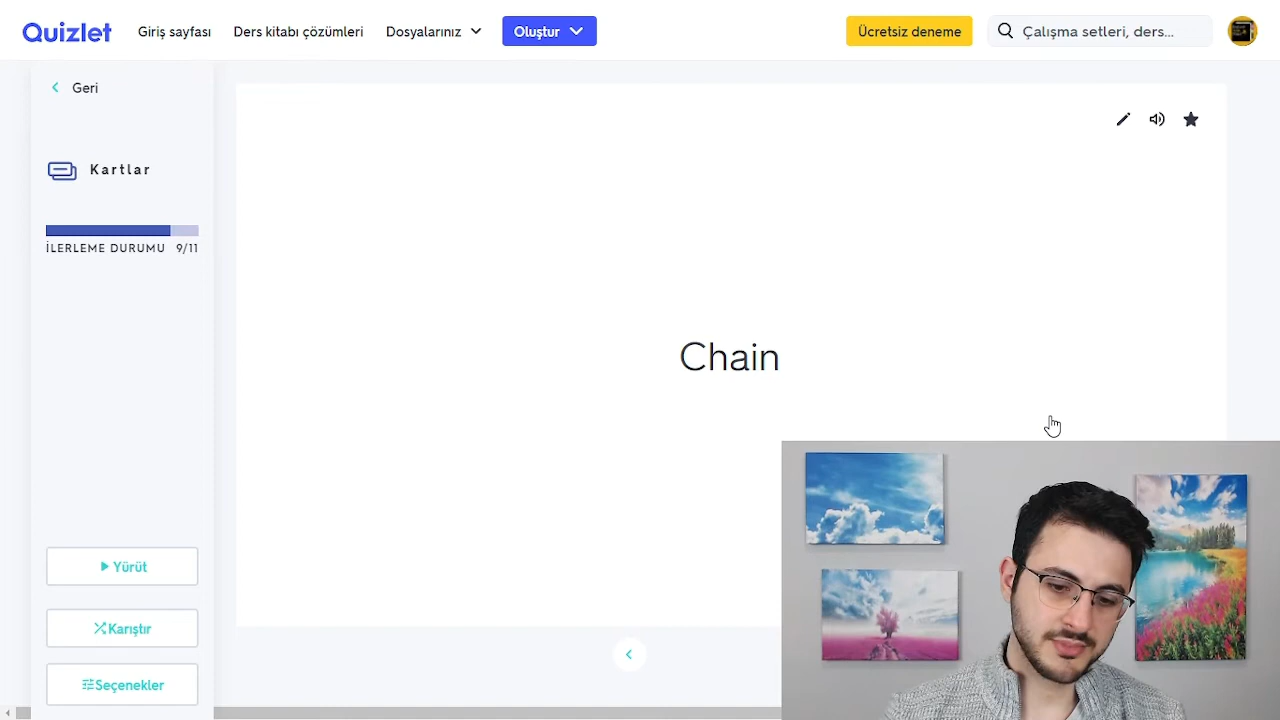 Quizlet
Giriş sayfası
Ders kitabı çözümleri
Dosyalarınız
Oluştur
Ücretsiz deneme
Çalışma setleri, ders...
Geri
Kartlar
İLERLEME DURUMU 9/11
Chain
Yürüt
Karıştır
Seçenekler